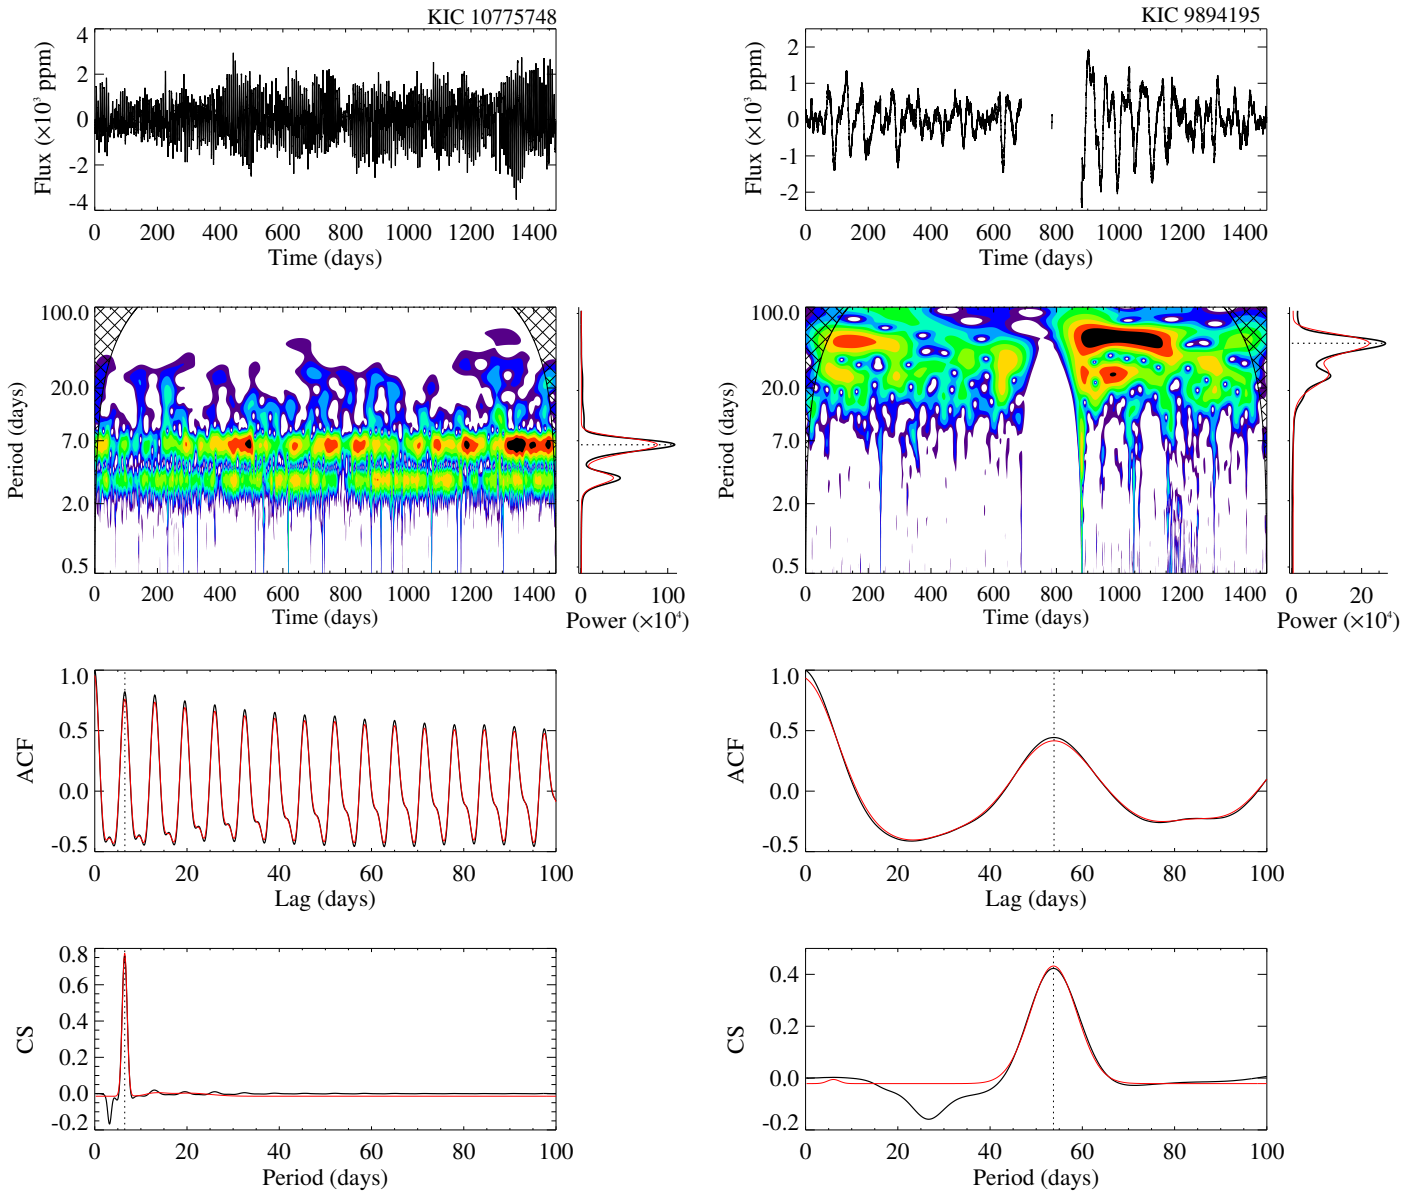 KIC 10775748
4
2
0
-2
-4
Flux (×10³ ppm)
0 200 400 600 800 1000 1200 1400
Time (days)
KIC 9894195
2
1
0
-1
-2
Flux (×10³ ppm)
0 200 400 600 800 1000 1200 1400
Time (days)
100.0
20.0
7.0
2.0
0.5
Period (days)
0 200 400 600 800 1000 1200 1400
Time (days)
0 100
Power (×10⁴)
100.0
20.0
7.0
2.0
0.5
Period (days)
0 200 400 600 800 1000 1200 1400
Time (days)
0 20
Power (×10⁴)
1.0
0.5
0.0
-0.5
ACF
0 20 40 60 80 100
Lag (days)
1.0
0.5
0.0
-0.5
ACF
0 20 40 60 80 100
Lag (days)
0.8
0.6
0.4
0.2
0.0
-0.2
CS
0 20 40 60 80 100
Period (days)
0.4
0.2
0.0
-0.2
CS
0 20 40 60 80 100
Period (days)